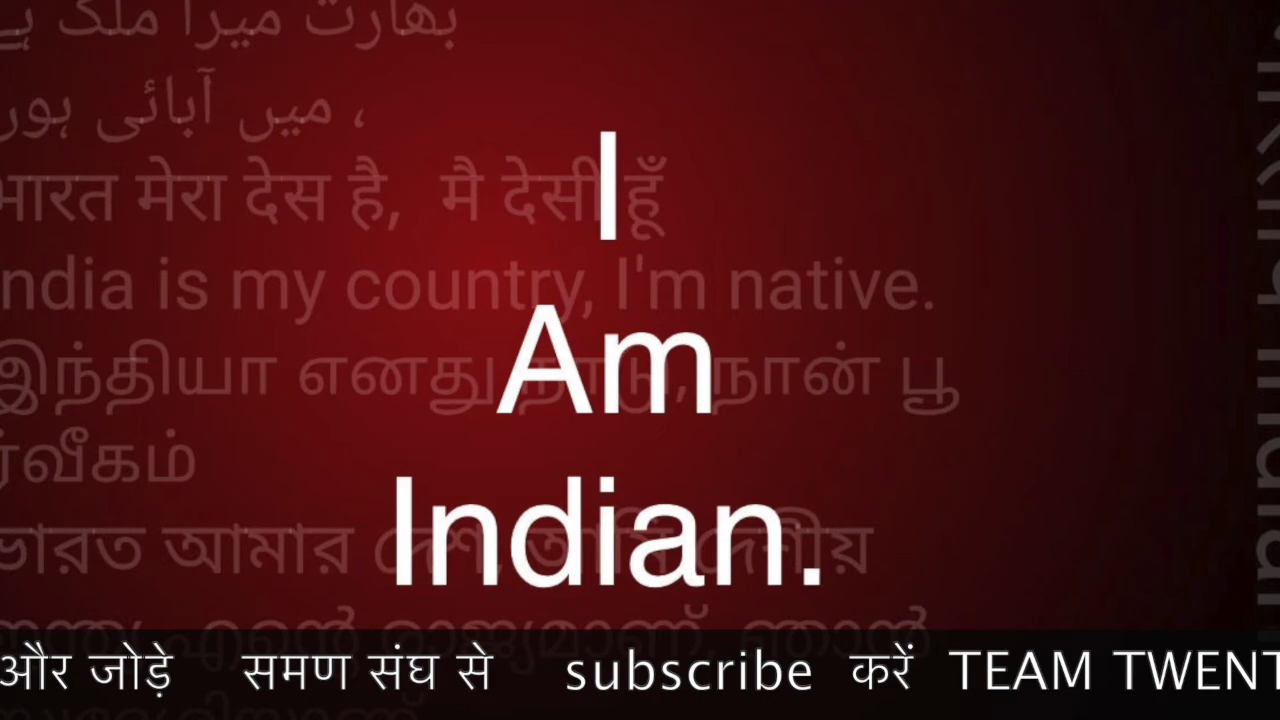 بھارت میرا ملک ہے
، میں آبائی ہوں
भारत मेरा देस है, मै देसी हूँ
India is my country, I'm native.
இந்தியா எனது நாடு, நான் பூ
ர்வீகம்
ভারত আমার দেশ, আমি দেশীয়
I
Am
Indian.
और जोड़े समण संघ से subscribe करें TEAM TWENT